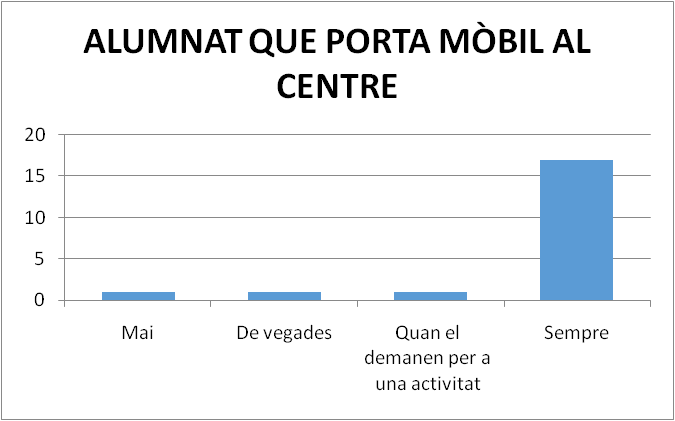 ALUMNAT QUE PORTA MÒBIL AL
CENTRE
20
15
10
5
0
Mai
De vegades
Quan el
demanen per a
una activitat
Sempre